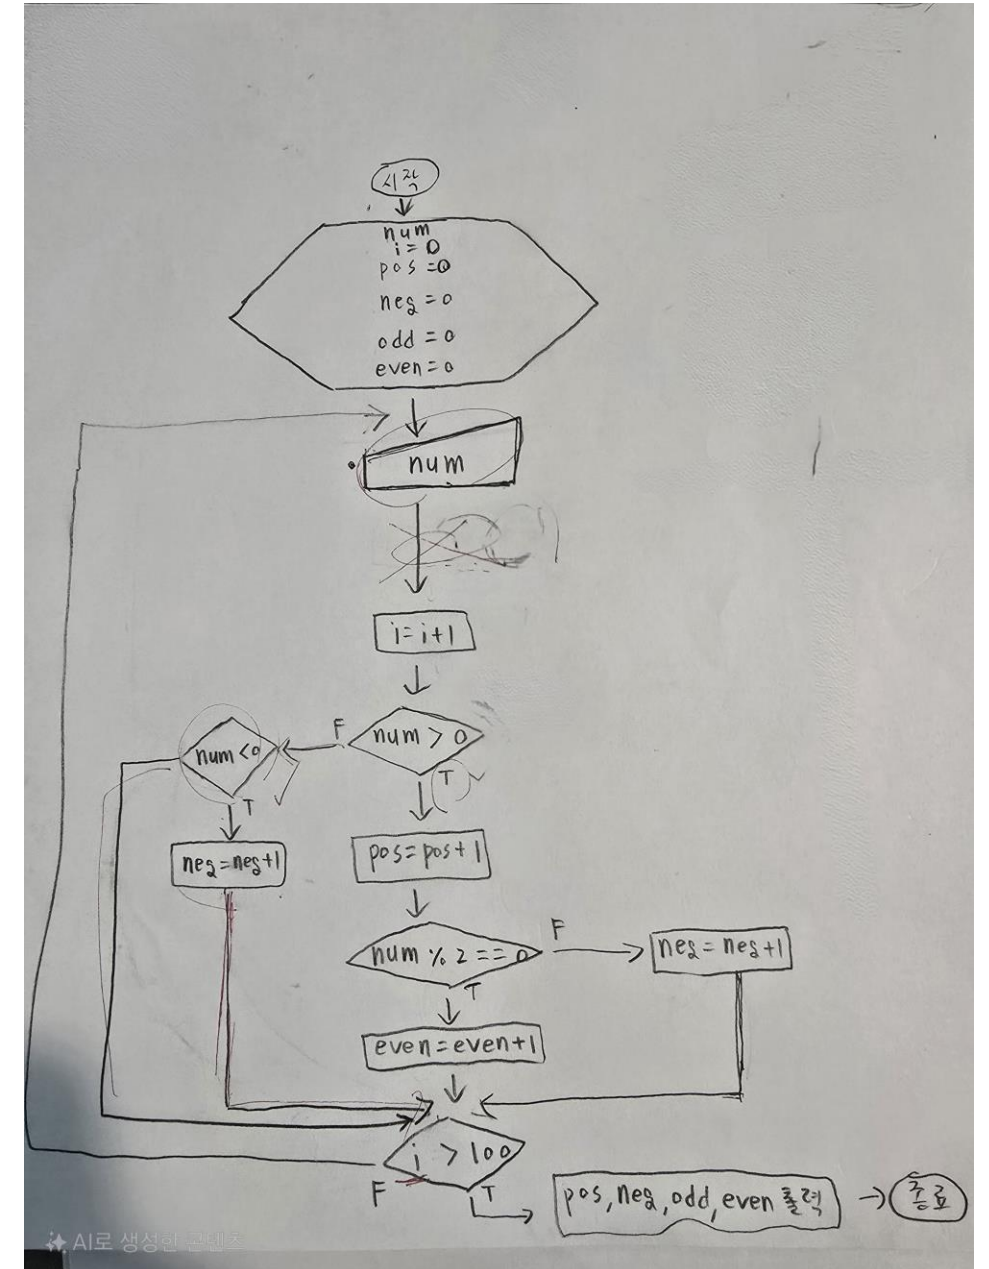 시작
num
i = 0
pos = 0
neg = 0
odd = 0
even = 0
num
i = i+1
num > 0
F
T
num < 0
T
neg = neg+1
pos = pos + 1
num % 2 == 0
F
neg = neg+1
T
even = even+1
i > 100
F
T
pos, neg, odd, even 출력
종료
AI로 생성한 콘텐츠